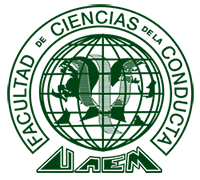 FACULTAD DE CIENCIAS DE LA CONDUCTA
UAEM